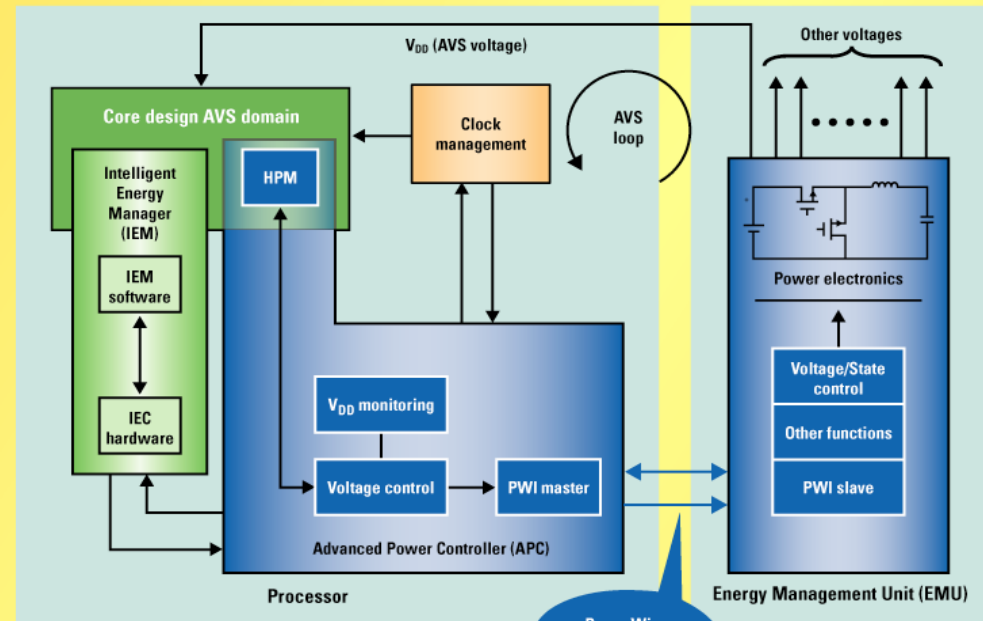 V_DD (AVS voltage)
Other voltages
Core design AVS domain
Clock
management
AVS
loop
Intelligent
Energy
Manager
(IEM)
HPM
IEM
software
IEC
hardware
V_DD monitoring
Voltage control
PWI master
Advanced Power Controller (APC)
Processor
Power electronics
Voltage/State
control
Other functions
PWI slave
Energy Management Unit (EMU)